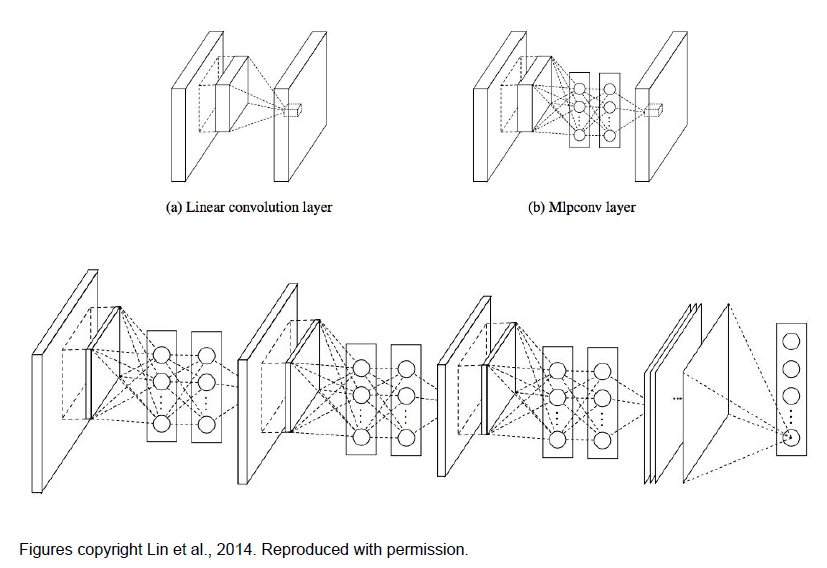 (a) Linear convolution layer
(b) Mlpconv layer
Figures copyright Lin et al., 2014. Reproduced with permission.